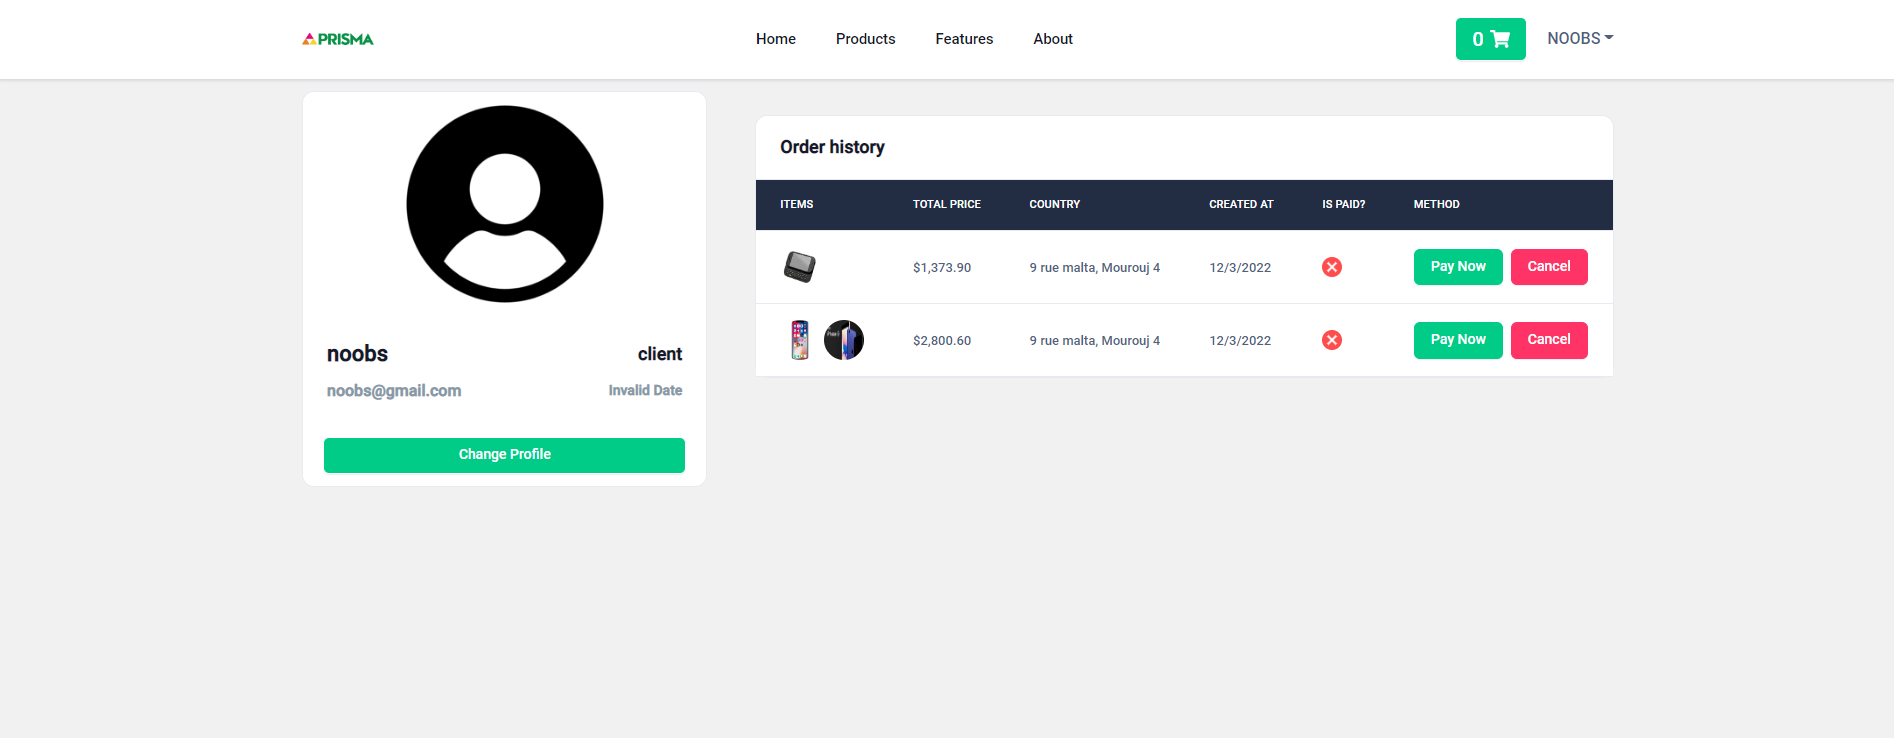 PRISMA
Home Products Features About
0
NOOBS
noobs client
noobs@gmail.com Invalid Date
Change Profile
Order history
ITEMS TOTAL PRICE COUNTRY CREATED AT IS PAID? METHOD
$1,373.90 9 rue malta, Mourouj 4 12/3/2022 Pay Now Cancel
$2,800.60 9 rue malta, Mourouj 4 12/3/2022 Pay Now Cancel